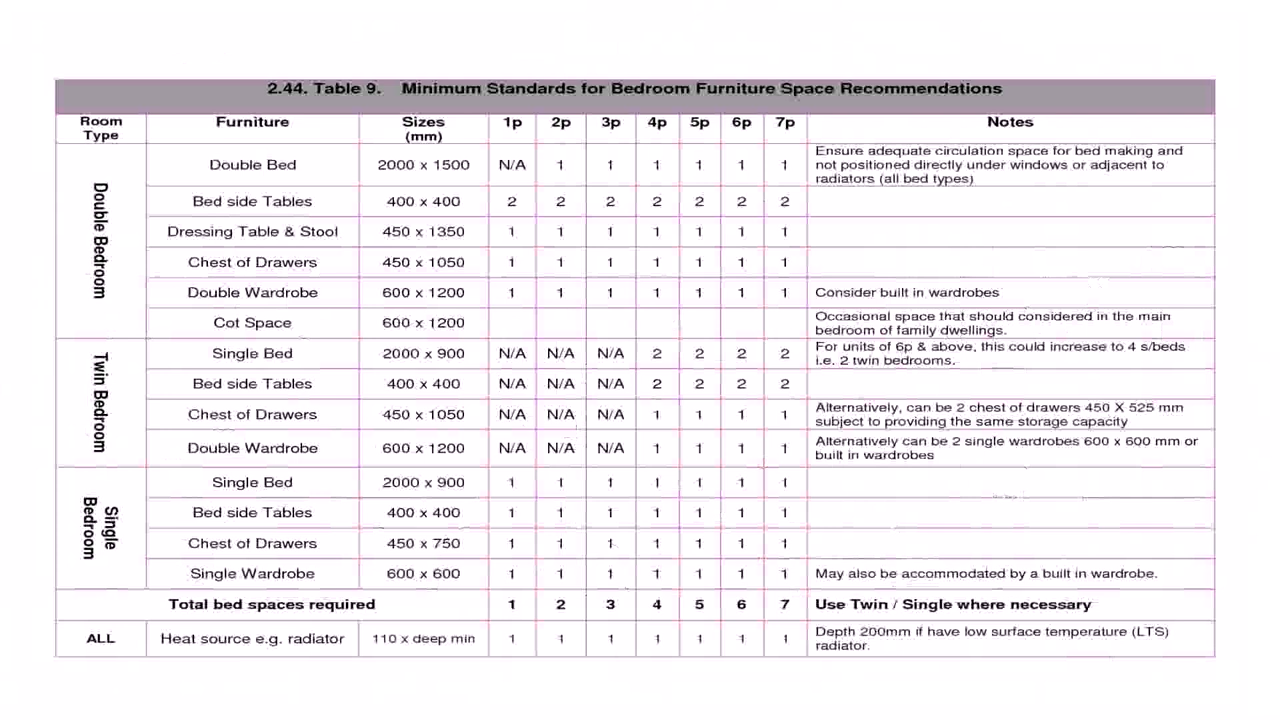 2.44. Table 9. Minimum Standards for Bedroom Furniture Space Recommendations
Room Type Furniture Sizes (mm) 1p 2p 3p 4p 5p 6p 7p Notes
Double Bedroom
Double Bed 2000 x 1500 N/A 1 1 1 1 1 1 Ensure adequate circulation space for bed making and
not positioned directly under windows or adjacent to
radiators (all bed types)
Bed side Tables 400 x 400 2 2 2 2 2 2 2
Dressing Table & Stool 450 x 1350 1 1 1 1 1 1 1
Chest of Drawers 450 x 1050 1 1 1 1 1 1 1
Double Wardrobe 600 x 1200 1 1 1 1 1 1 1 Consider built in wardrobes
Cot Space 600 x 1200 Occasional space that should considered in the main
bedroom of family dwellings.
Twin Bedroom
Single Bed 2000 x 900 N/A N/A N/A 2 2 2 2 For units of 6p & above, this could increase to 4 s/beds
i.e. 2 twin bedrooms.
Bed side Tables 400 x 400 N/A N/A N/A 2 2 2 2
Chest of Drawers 450 x 1050 N/A N/A N/A 1 1 1 1 Alternatively, can be 2 chest of drawers 450 X 525 mm
subject to providing the same storage capacity
Double Wardrobe 600 x 1200 N/A N/A N/A 1 1 1 1 Alternatively can be 2 single wardrobes 600 x 600 mm or
built in wardrobes
Single Bedroom
Single Bed 2000 x 900 1 1 1 1 1 1 1
Bed side Tables 400 x 400 1 1 1 1 1 1 1
Chest of Drawers 450 x 750 1 1 1 1 1 1 1
Single Wardrobe 600 x 600 1 1 1 1 1 1 1 May also be accommodated by a built in wardrobe.
Total bed spaces required 1 2 3 4 5 6 7 Use Twin / Single where necessary
ALL Heat source e.g. radiator 110 x deep min 1 1 1 1 1 1 1 Depth 200mm if have low surface temperature (LTS)
radiator.